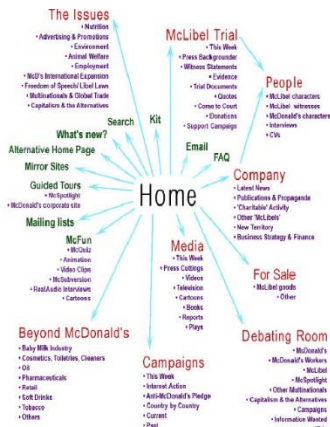 The Issues
• Nutrition
• Advertising & Promotions
• Environment
• Animal Welfare
• Employment
• McD's International Expansion
• Freedom of Speech/ Libel Laws
• Multinationals & Global Trade
• Capitalism & the Alternatives
McLibel Trial
• This Week
• Press Backgrounder
• Witness Statements
• Evidence
• Trial Documents
• Quotes
• Come to Court
• Donations
• Support Campaign
People
• McLibel characters
• McLibel witnesses
• McDonald's characters
• Interviews
• CVs
Kit
Search
What's new?
Email
Alternative Home Page
FAQ
Mirror Sites
Guided Tours
• McSpotlight
• McDonald's corporate site
Mailing lists
McFun
• McQuiz
• Animation
• Video Clips
• McSubversion
• RealAudio Interviews
• Cartoons
Home
Company
• Latest News
• Publications & Propaganda
• 'Charitable' Activity
• Other 'McLibels'
• New Territory
• Business Strategy & Finance
Media
• This Week
• Press Cuttings
• Videos
• Television
• Cartoons
• Books
• Reports
• Plays
For Sale
• McLibel goods
• Other
Beyond McDonald's
• Baby Milk Industry
• Cosmetics, Toiletries, Cleaners
• Oil
• Pharmaceuticals
• Retail
• Soft Drinks
• Tobacco
• Others
Campaigns
• This Week
• Internet Action
• Anti-McDonald's Pledge
• Country by Country
• Current
• Past
Debating Room
• McDonald's
• McDonald's Workers
• McLibel
• McSpotlight
• Other Multinationals
• Capitalism & the Alternatives
• Campaigns
• Information Wanted